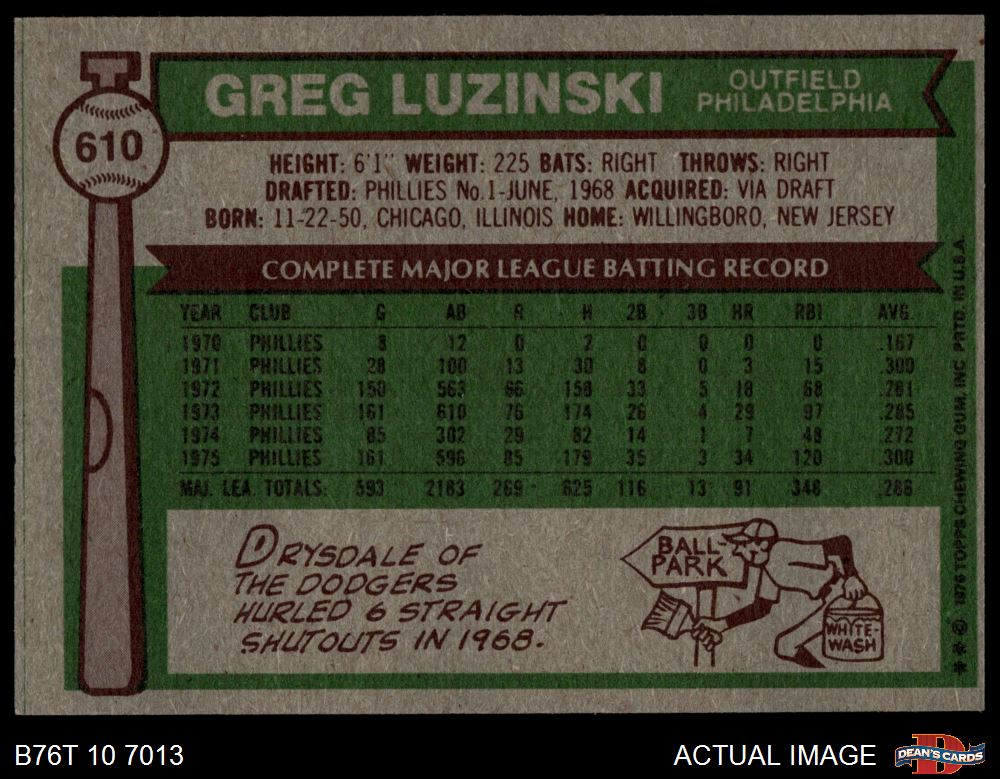 610
GREG LUZINSKI
OUTFIELD
PHILADELPHIA
HEIGHT: 6'1" WEIGHT: 225 BATS: RIGHT THROWS: RIGHT
DRAFTED: PHILLIES No.1-JUNE, 1968 ACQUIRED: VIA DRAFT
BORN: 11-22-50, CHICAGO, ILLINOIS HOME: WILLINGBORO, NEW JERSEY
COMPLETE MAJOR LEAGUE BATTING RECORD
YEAR CLUB G AB R H 2B 3B HR RBI AVG.
1970 PHILLIES 8 12 0 2 0 0 0 0 .167
1971 PHILLIES 28 100 13 30 8 0 3 15 .300
1972 PHILLIES 150 563 66 158 33 5 18 68 .281
1973 PHILLIES 161 610 76 174 26 4 29 97 .285
1974 PHILLIES 85 302 29 82 14 1 7 48 .272
1975 PHILLIES 161 596 85 179 35 3 34 120 .300
MAJ. LEA. TOTALS: 593 2183 269 625 116 13 91 348 .286
DRYSDALE OF
THE DODGERS
HURLED 6 STRAIGHT
SHUTOUTS IN 1968.
BALL-
PARK
WHITE-
WASH
** © 1976 TOPPS CHEWING GUM, INC. PRTD. IN U.S.A.
B76T 10 7013
ACTUAL IMAGE
DEAN'S CARDS